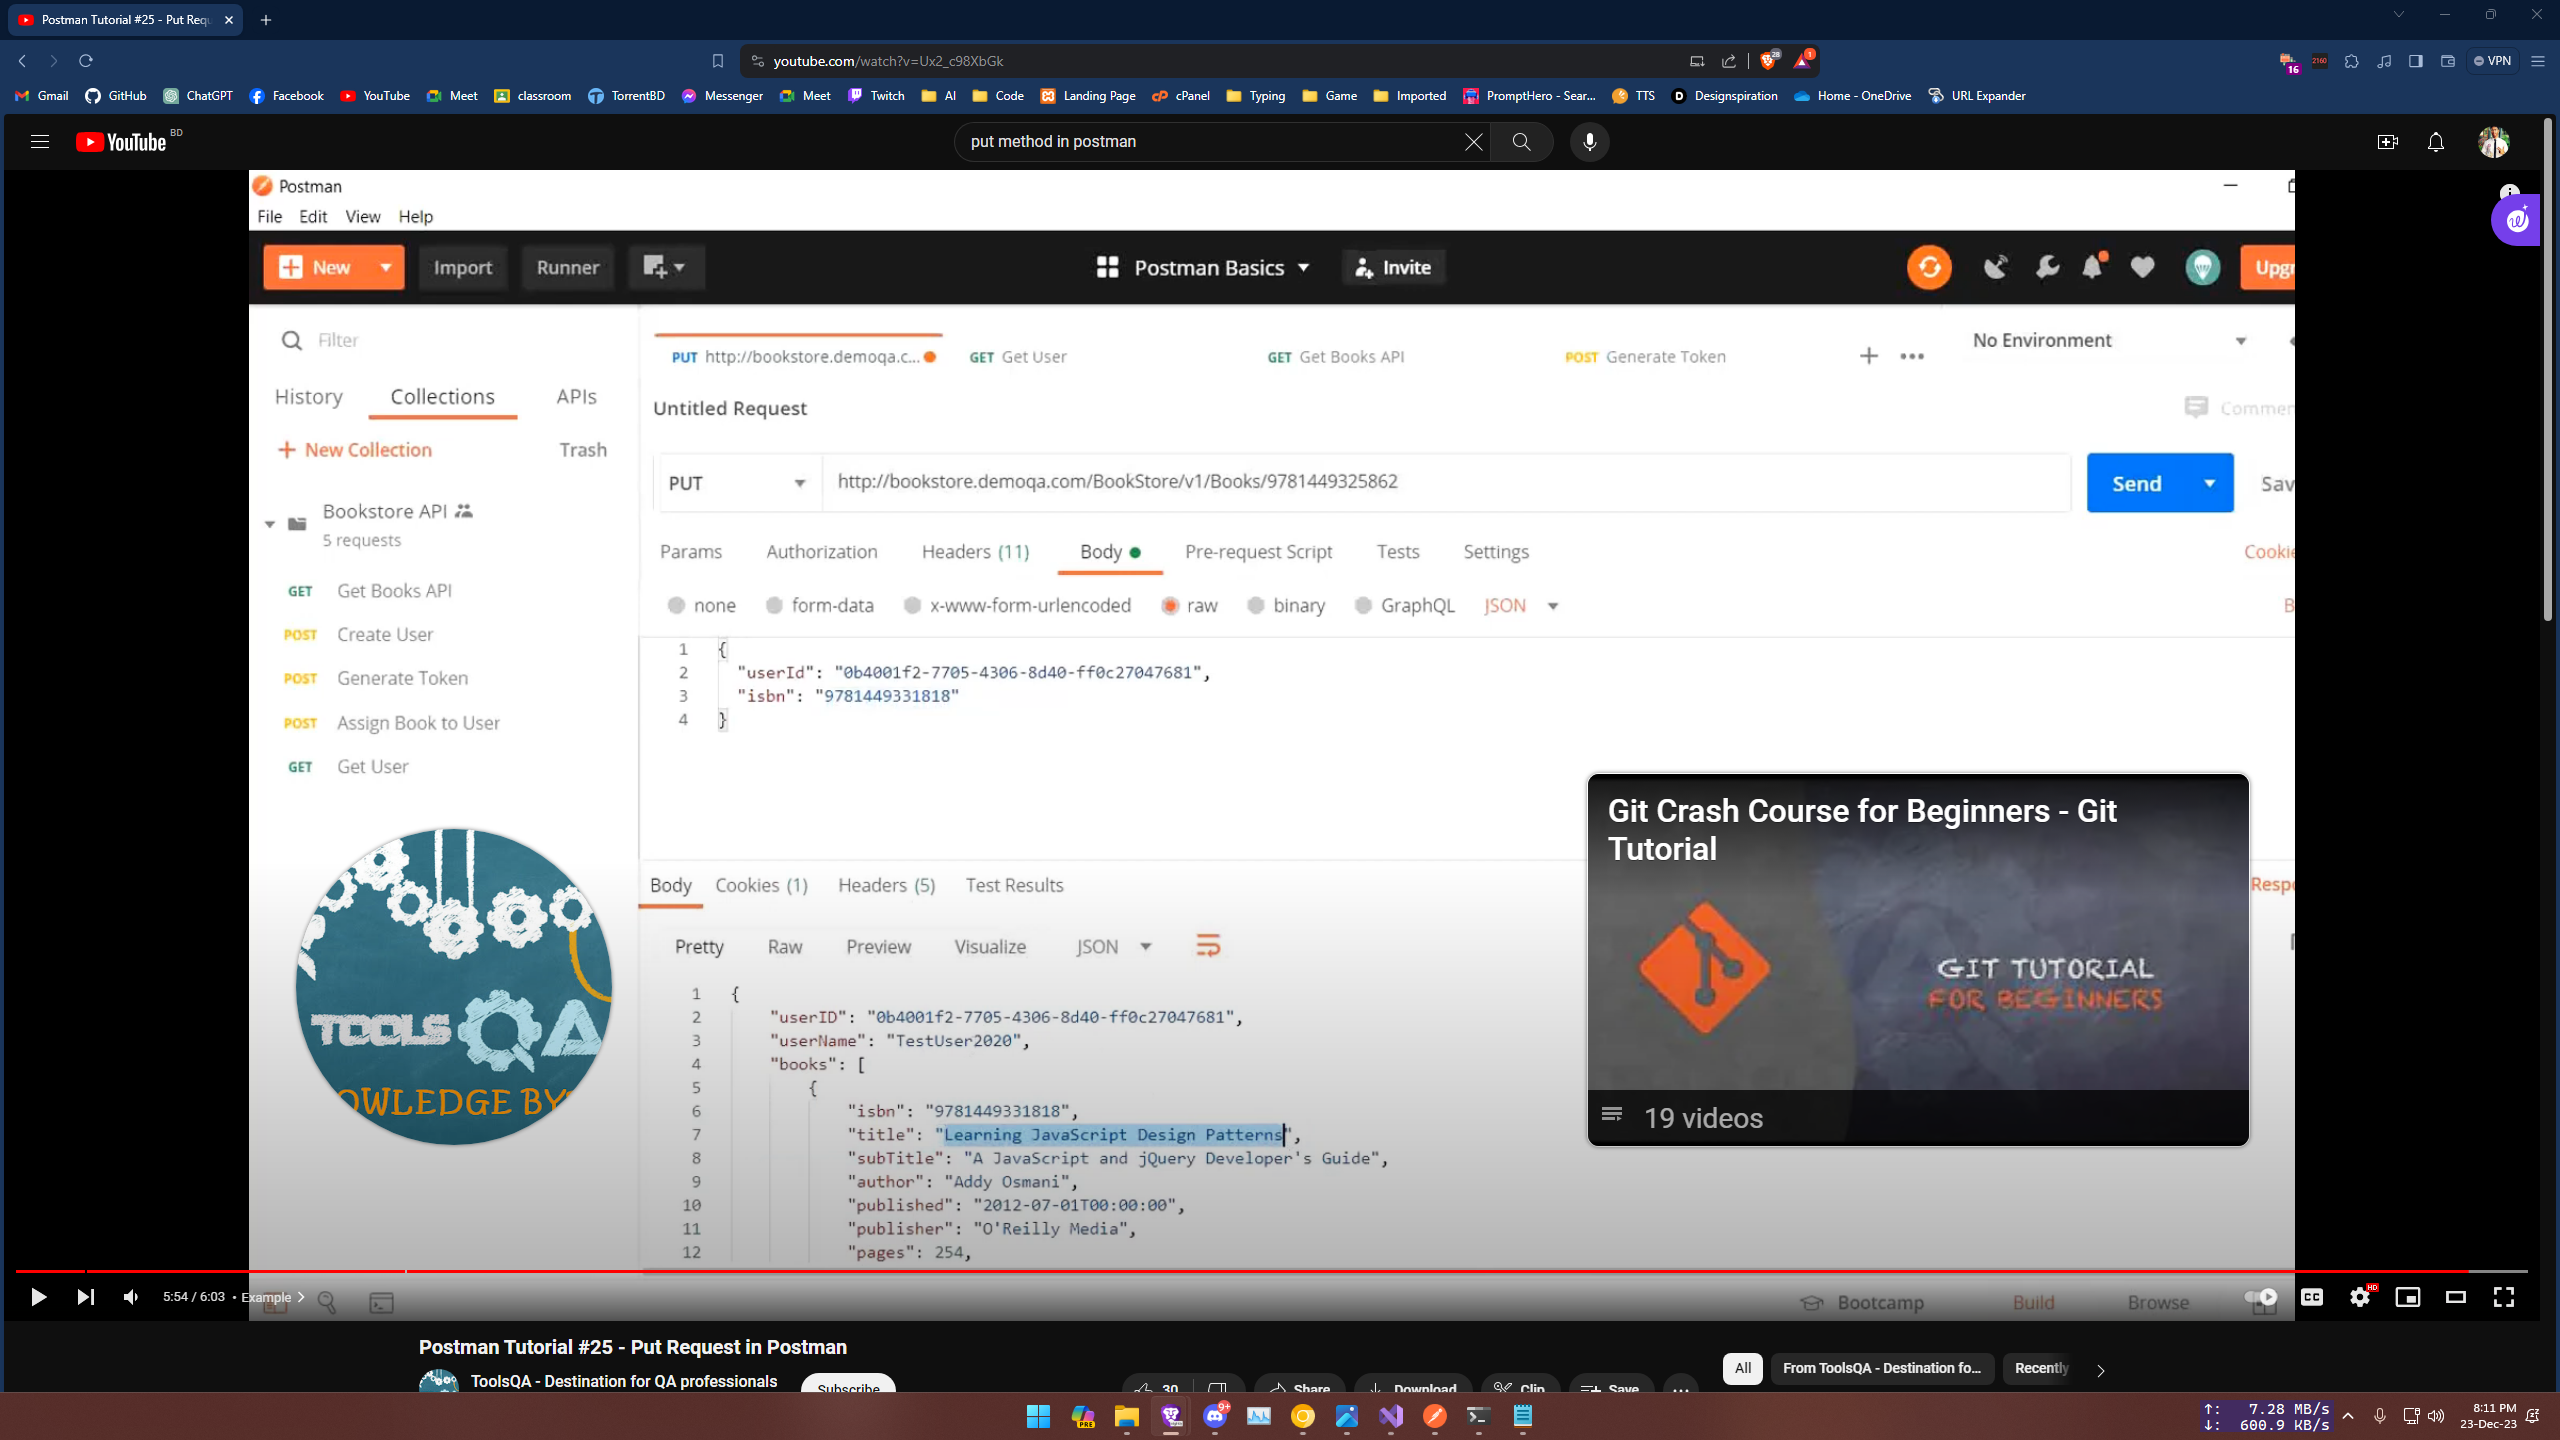 Postman Tutorial #25 - Put Requ
youtube.com/watch?v=Ux2_c98XbGk
28
1
16
2160
VPN
Gmail GitHub ChatGPT Facebook YouTube Meet classroom TorrentBD Messenger Meet Twitch AI Code Landing Page cPanel Typing Game Imported PromptHero - Sear... TTS Designspiration Home - OneDrive URL Expander
YouTube BD
put method in postman
Postman
File Edit View Help
New Import Runner Postman Basics Invite Upgr
Filter
PUT http://bookstore.demoqa.c... GET Get User GET Get Books API POST Generate Token
No Environment
History Collections APIs
Untitled Request
Commen
+ New Collection Trash
PUT http://bookstore.demoqa.com/BookStore/v1/Books/9781449325862 Send Sav
Bookstore API
5 requests
Params Authorization Headers (11) Body Pre-request Script Tests Settings Cookie
none form-data x-www-form-urlencoded raw binary GraphQL JSON B
GET Get Books API
POST Create User
POST Generate Token
POST Assign Book to User
GET Get User
1 {
2 "userId": "0b4001f2-7705-4306-8d40-ff0c27047681",
3 "isbn": "9781449331818"
4 }
Git Crash Course for Beginners - Git
Tutorial
GIT TUTORIAL
FOR BEGINNERS
19 videos
TOOLSQA
OWLEDGE BY
Body Cookies (1) Headers (5) Test Results Respo
Pretty Raw Preview Visualize JSON
1 {
2 "userID": "0b4001f2-7705-4306-8d40-ff0c27047681",
3 "userName": "TestUser2020",
4 "books": [
5 {
6 "isbn": "9781449331818",
7 "title": "Learning JavaScript Design Patterns",
8 "subTitle": "A JavaScript and jQuery Developer's Guide",
9 "author": "Addy Osmani",
10 "published": "2012-07-01T00:00:00",
11 "publisher": "O'Reilly Media",
12 "pages": 254,
5:54 / 6:03 • Example
Bootcamp Build Browse
CC HD
Postman Tutorial #25 - Put Request in Postman
ToolsQA - Destination for QA professionals
Subscribe
30 Share Download Clip Save
All From ToolsQA - Destination fo... Recently
PRE
9+
↑: 7.28 MB/s
↓: 600.9 KB/s
8:11 PM
23-Dec-23